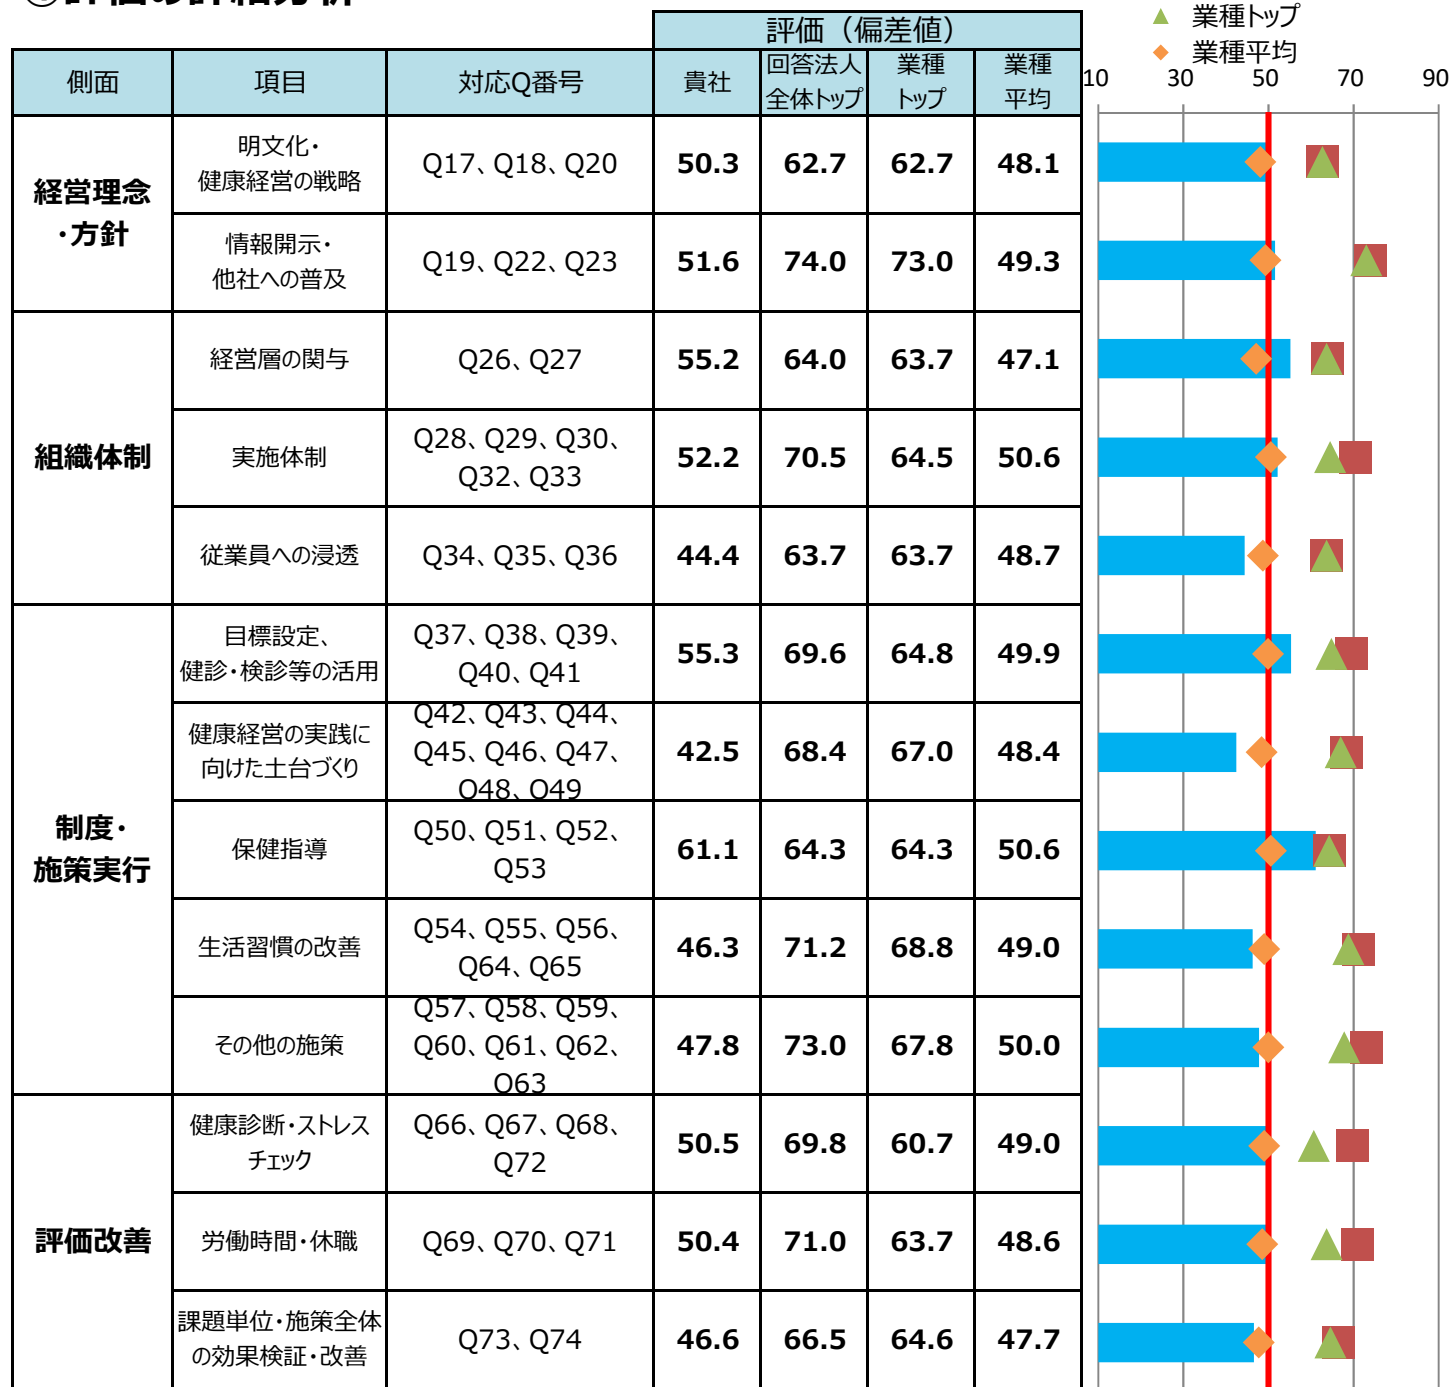 業種トップ
評価（偏差値）
業種平均
側面 項目 対応Q番号 貴社 回答法人 業種 業種
全体トップ トップ 平均
10 30 50 70 90
経営理念
・方針
明文化・
健康経営の戦略
Q17、Q18、Q20
50.3 62.7 62.7 48.1
情報開示・
他社への普及
Q19、Q22、Q23
51.6 74.0 73.0 49.3
組織体制
経営層の関与
Q26、Q27
55.2 64.0 63.7 47.1
実施体制
Q28、Q29、Q30、
Q32、Q33
52.2 70.5 64.5 50.6
従業員への浸透
Q34、Q35、Q36
44.4 63.7 63.7 48.7
制度・
施策実行
目標設定、
健診・検診等の活用
Q37、Q38、Q39、
Q40、Q41
55.3 69.6 64.8 49.9
健康経営の実践に
向けた土台づくり
Q42、Q43、Q44、
Q45、Q46、Q47、
Q48、Q49
42.5 68.4 67.0 48.4
保健指導
Q50、Q51、Q52、
Q53
61.1 64.3 64.3 50.6
生活習慣の改善
Q54、Q55、Q56、
Q64、Q65
46.3 71.2 68.8 49.0
その他の施策
Q57、Q58、Q59、
Q60、Q61、Q62、
Q63
47.8 73.0 67.8 50.0
評価改善
健康診断・ストレス
チェック
Q66、Q67、Q68、
Q72
50.5 69.8 60.7 49.0
労働時間・休職
Q69、Q70、Q71
50.4 71.0 63.7 48.6
課題単位・施策全体
の効果検証・改善
Q73、Q74
46.6 66.5 64.6 47.7